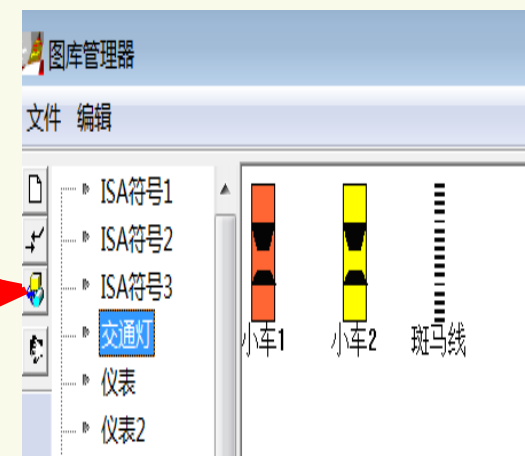 图库管理器
文件 编辑
ISA符号1
ISA符号2
ISA符号3
交通灯
仪表
仪表2
小车1 小车2 斑马线